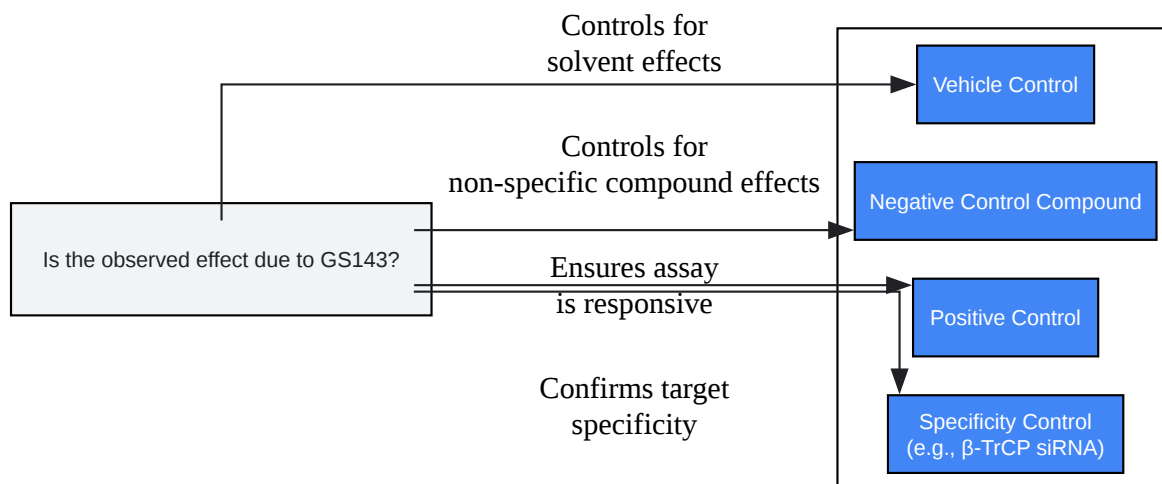 Controls for
solvent effects
Vehicle Control
Controls for
non-specific compound effects
Negative Control Compound
Is the observed effect due to GS143?
Ensures assay
is responsive
Positive Control
Confirms target
specificity
Specificity Control
(e.g., β-TrCP siRNA)